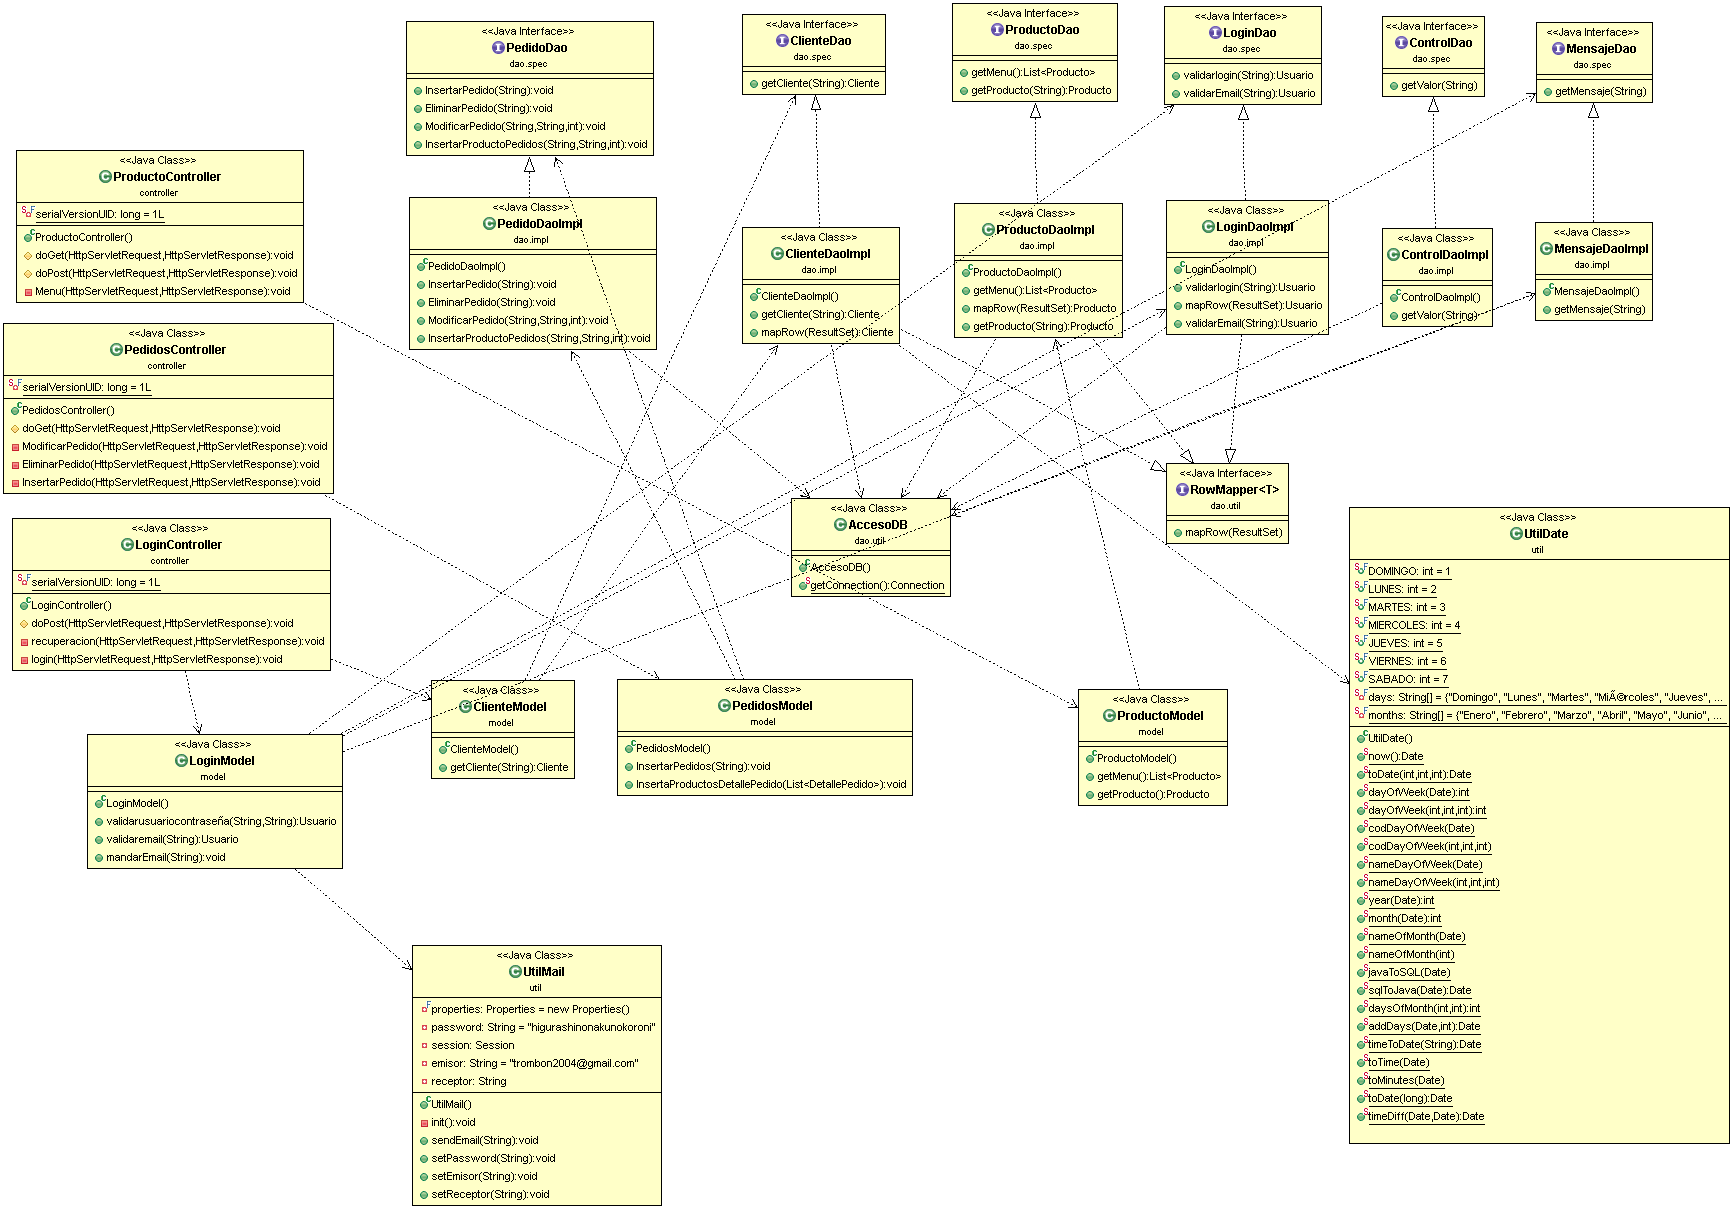 <<Java Interface>>
PedidoDao
dao.spec
InsertarPedido(String):void
EliminarPedido(String):void
ModificarPedido(String,String,int):void
InsertarProductoPedidos(String,String,int):void
<<Java Interface>>
ClienteDao
dao.spec
getCliente(String):Cliente
<<Java Interface>>
ProductoDao
dao.spec
getMenu():List<Producto>
getProducto(String):Producto
<<Java Interface>>
LoginDao
dao.spec
validarlogin(String):Usuario
validarEmail(String):Usuario
<<Java Interface>>
ControlDao
dao.spec
getValor(String)
<<Java Interface>>
MensajeDao
dao.spec
getMensaje(String)
<<Java Class>>
ProductoController
controller
serialVersionUID: long = 1L
ProductoController()
doGet(HttpServletRequest,HttpServletResponse):void
doPost(HttpServletRequest,HttpServletResponse):void
Menu(HttpServletRequest,HttpServletResponse):void
<<Java Class>>
PedidoDaoImpl
dao.impl
PedidoDaoImpl()
InsertarPedido(String):void
EliminarPedido(String):void
ModificarPedido(String,String,int):void
InsertarProductoPedidos(String,String,int):void
<<Java Class>>
ClienteDaoImpl
dao.impl
ClienteDaoImpl()
getCliente(String):Cliente
mapRow(ResultSet):Cliente
<<Java Class>>
ProductoDaoImpl
dao.impl
ProductoDaoImpl()
getMenu():List<Producto>
mapRow(ResultSet):Producto
getProducto(String):Producto
<<Java Class>>
LoginDaoImpl
dao.impl
LoginDaoImpl()
validarlogin(String):Usuario
mapRow(ResultSet):Usuario
validarEmail(String):Usuario
<<Java Class>>
ControlDaoImpl
dao.impl
ControlDaoImpl()
getValor(String)
<<Java Class>>
MensajeDaoImpl
dao.impl
MensajeDaoImpl()
getMensaje(String)
<<Java Class>>
PedidosController
controller
serialVersionUID: long = 1L
PedidosController()
doGet(HttpServletRequest,HttpServletResponse):void
ModificarPedido(HttpServletRequest,HttpServletResponse):void
EliminarPedido(HttpServletRequest,HttpServletResponse):void
InsertarPedido(HttpServletRequest,HttpServletResponse):void
<<Java Class>>
AccesoDB
dao.util
AccesoDB()
getConnection():Connection
<<Java Interface>>
RowMapper<T>
dao.util
mapRow(ResultSet)
<<Java Class>>
LoginController
controller
serialVersionUID: long = 1L
LoginController()
doPost(HttpServletRequest,HttpServletResponse):void
recuperacion(HttpServletRequest,HttpServletResponse):void
login(HttpServletRequest,HttpServletResponse):void
<<Java Class>>
LoginModel
model
LoginModel()
validarusuariocontraseña(String,String):Usuario
validaremail(String):Usuario
mandarEmail(String):void
<<Java Class>>
ClienteModel
model
ClienteModel()
getCliente(String):Cliente
<<Java Class>>
PedidosModel
model
PedidosModel()
InsertarPedidos(String):void
InsertaProductosDetallePedido(List<DetallePedido>):void
<<Java Class>>
ProductoModel
model
ProductoModel()
getMenu():List<Producto>
getProducto():Producto
<<Java Class>>
UtilDate
util
DOMINGO: int = 1
LUNES: int = 2
MARTES: int = 3
MIERCOLES: int = 4
JUEVES: int = 5
VIERNES: int = 6
SABADO: int = 7
days: String[] = {"Domingo", "Lunes", "Martes", "MiÃ©rcoles", "Jueves", ...
months: String[] = {"Enero", "Febrero", "Marzo", "Abril", "Mayo", "Junio", ...
UtilDate()
now():Date
toDate(int,int,int):Date
dayOfWeek(Date):int
dayOfWeek(int,int,int):int
codDayOfWeek(Date)
codDayOfWeek(int,int,int)
nameDayOfWeek(Date)
nameDayOfWeek(int,int,int)
year(Date):int
month(Date):int
nameOfMonth(Date)
nameOfMonth(int)
javaToSQL(Date)
sqlToJava(Date):Date
daysOfMonth(int,int):int
addDays(Date,int):Date
timeToDate(String):Date
toTime(Date)
toMinutes(Date)
toDate(long):Date
timeDiff(Date,Date):Date
<<Java Class>>
UtilMail
util
properties: Properties = new Properties()
password: String = "higurashinonakunokoroni"
session: Session
emisor: String = "trombon2004@gmail.com"
receptor: String
UtilMail()
init():void
sendEmail(String):void
setPassword(String):void
setEmisor(String):void
setReceptor(String):void